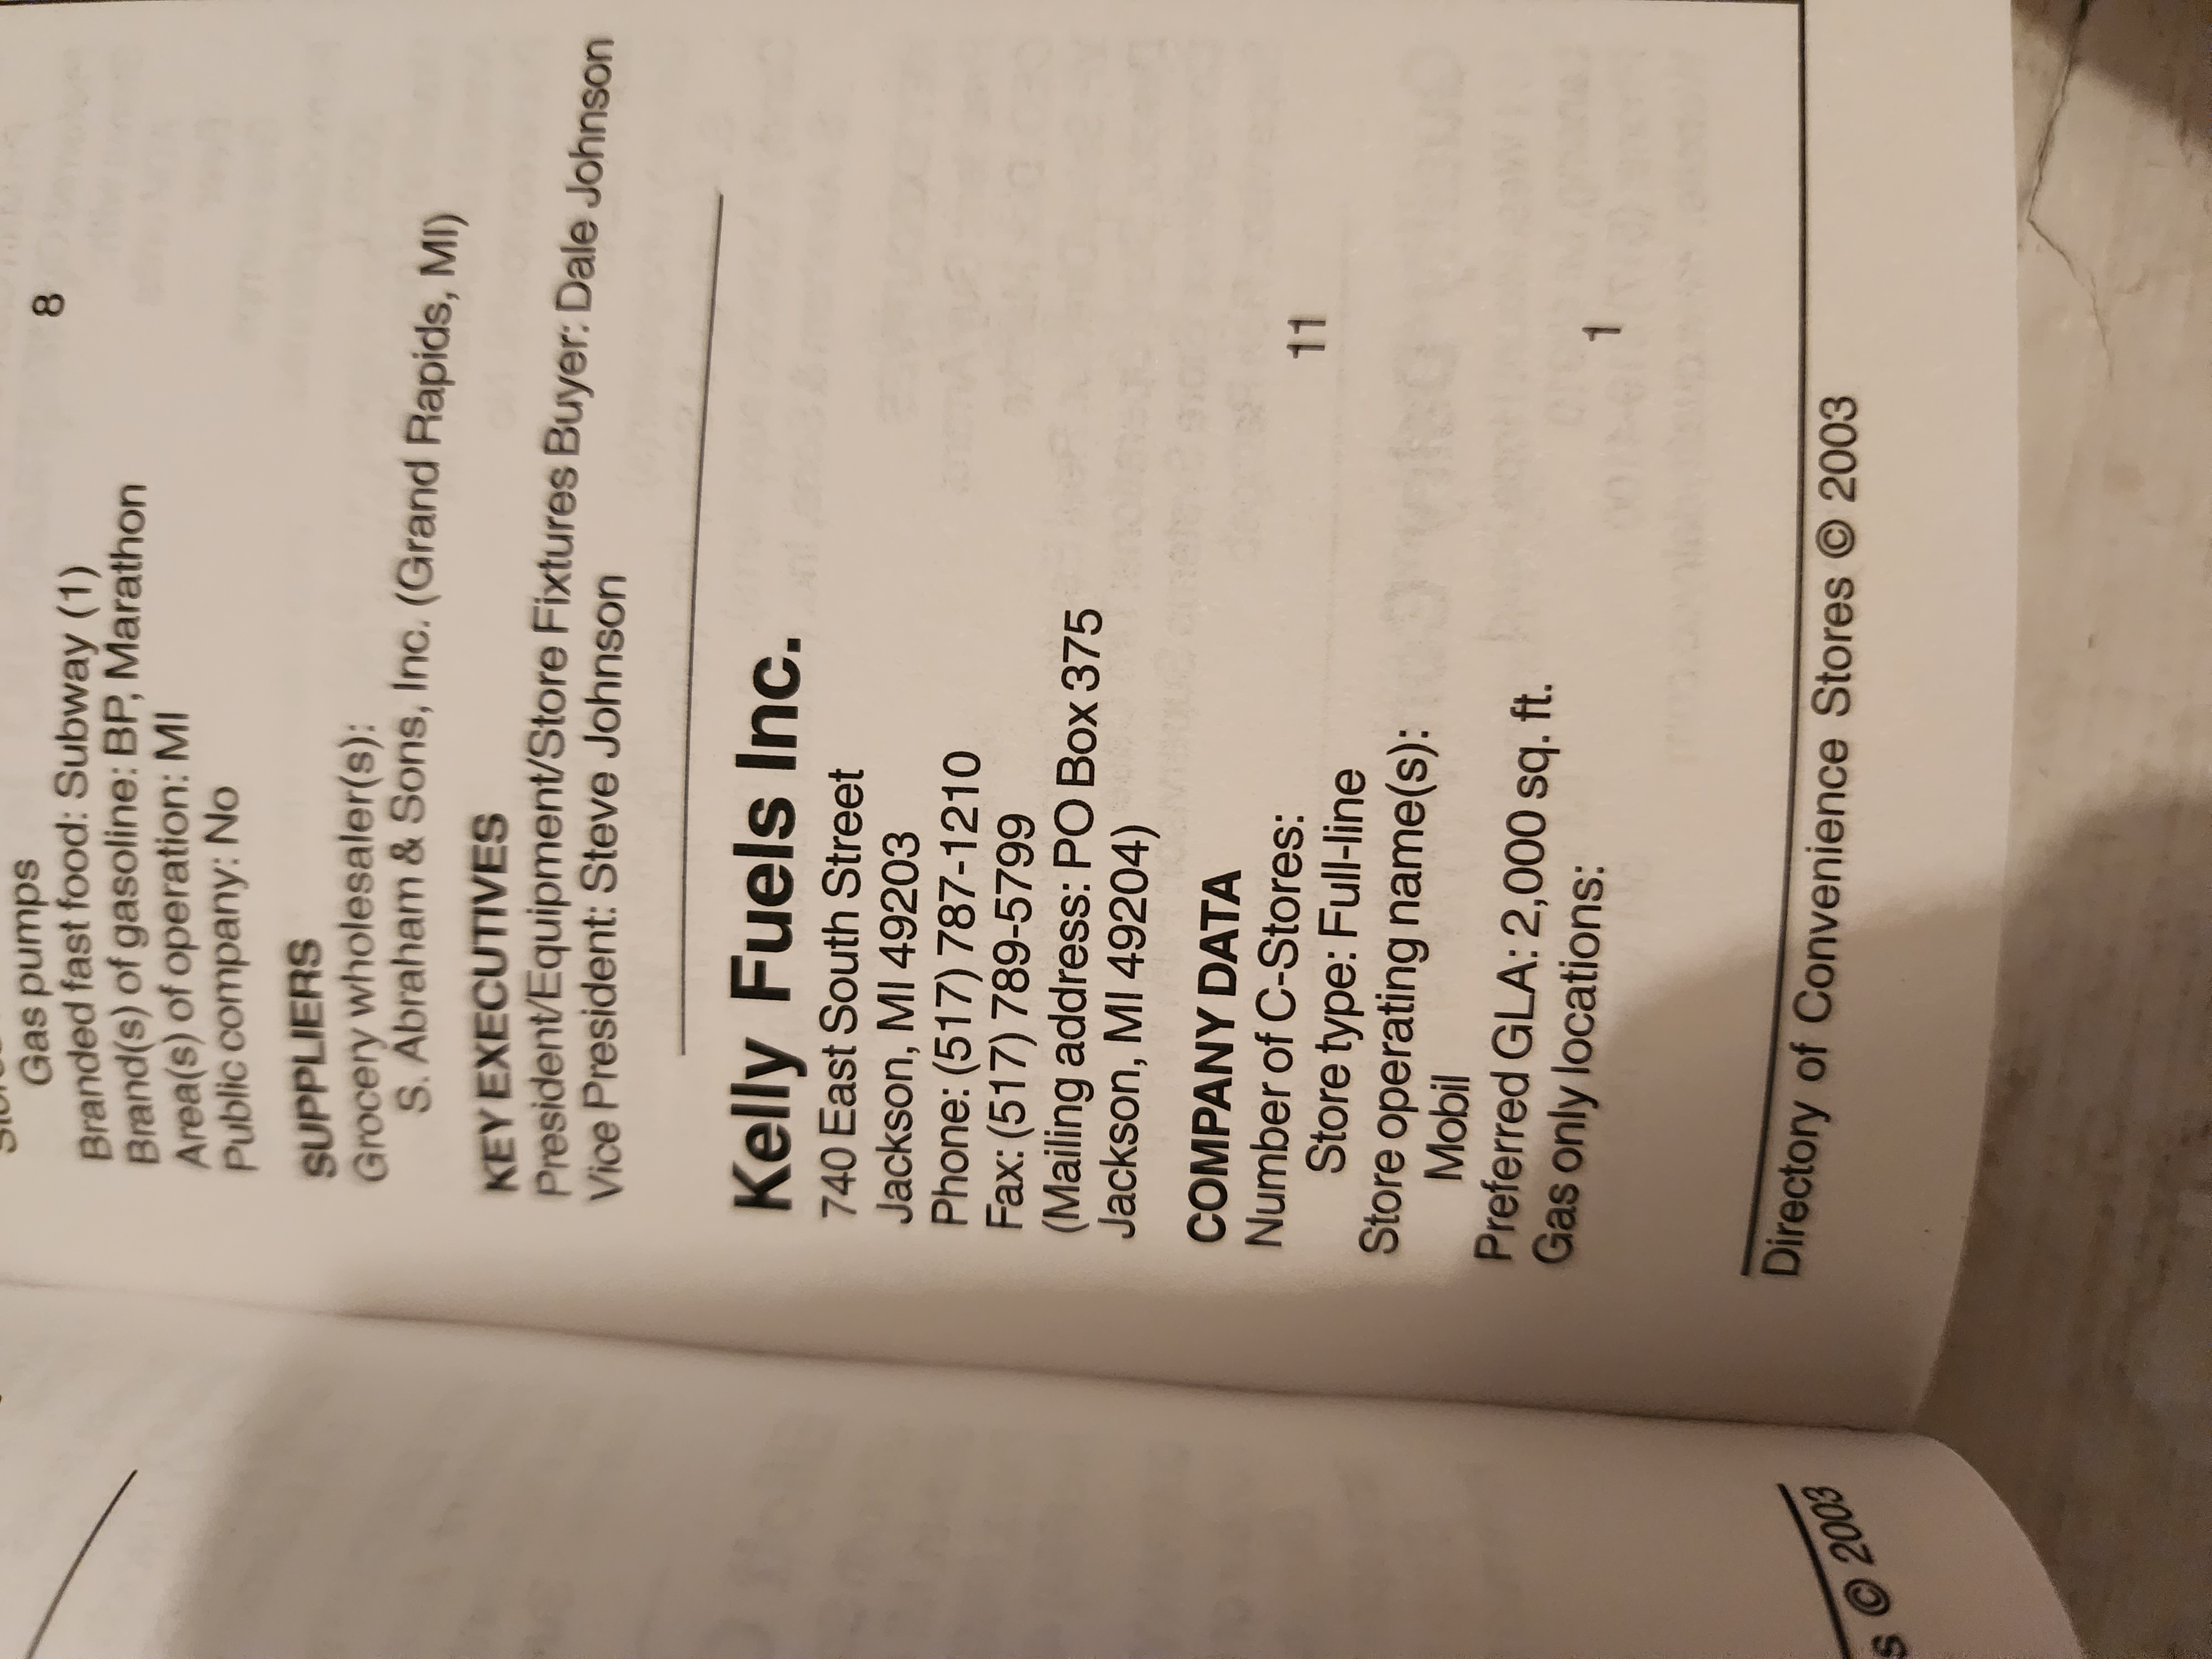 Gas pumps 8
Branded fast food: Subway (1)
Brand(s) of gasoline: BP, Marathon
Area(s) of operation: MI
Public company: No
SUPPLIERS
Grocery wholesaler(s):
S. Abraham & Sons, Inc. (Grand Rapids, MI)
KEY EXECUTIVES
President/Equipment/Store Fixtures Buyer: Dale Johnson
Vice President: Steve Johnson
Kelly Fuels Inc.
740 East South Street
Jackson, MI 49203
Phone: (517) 787-1210
Fax: (517) 789-5799
(Mailing address: PO Box 375
Jackson, MI 49204)
COMPANY DATA
Number of C-Stores: 11
Store type: Full-line
Store operating name(s):
Mobil
Preferred GLA: 2,000 sq. ft.
Gas only locations: 1
Directory of Convenience Stores © 2003
s © 2003